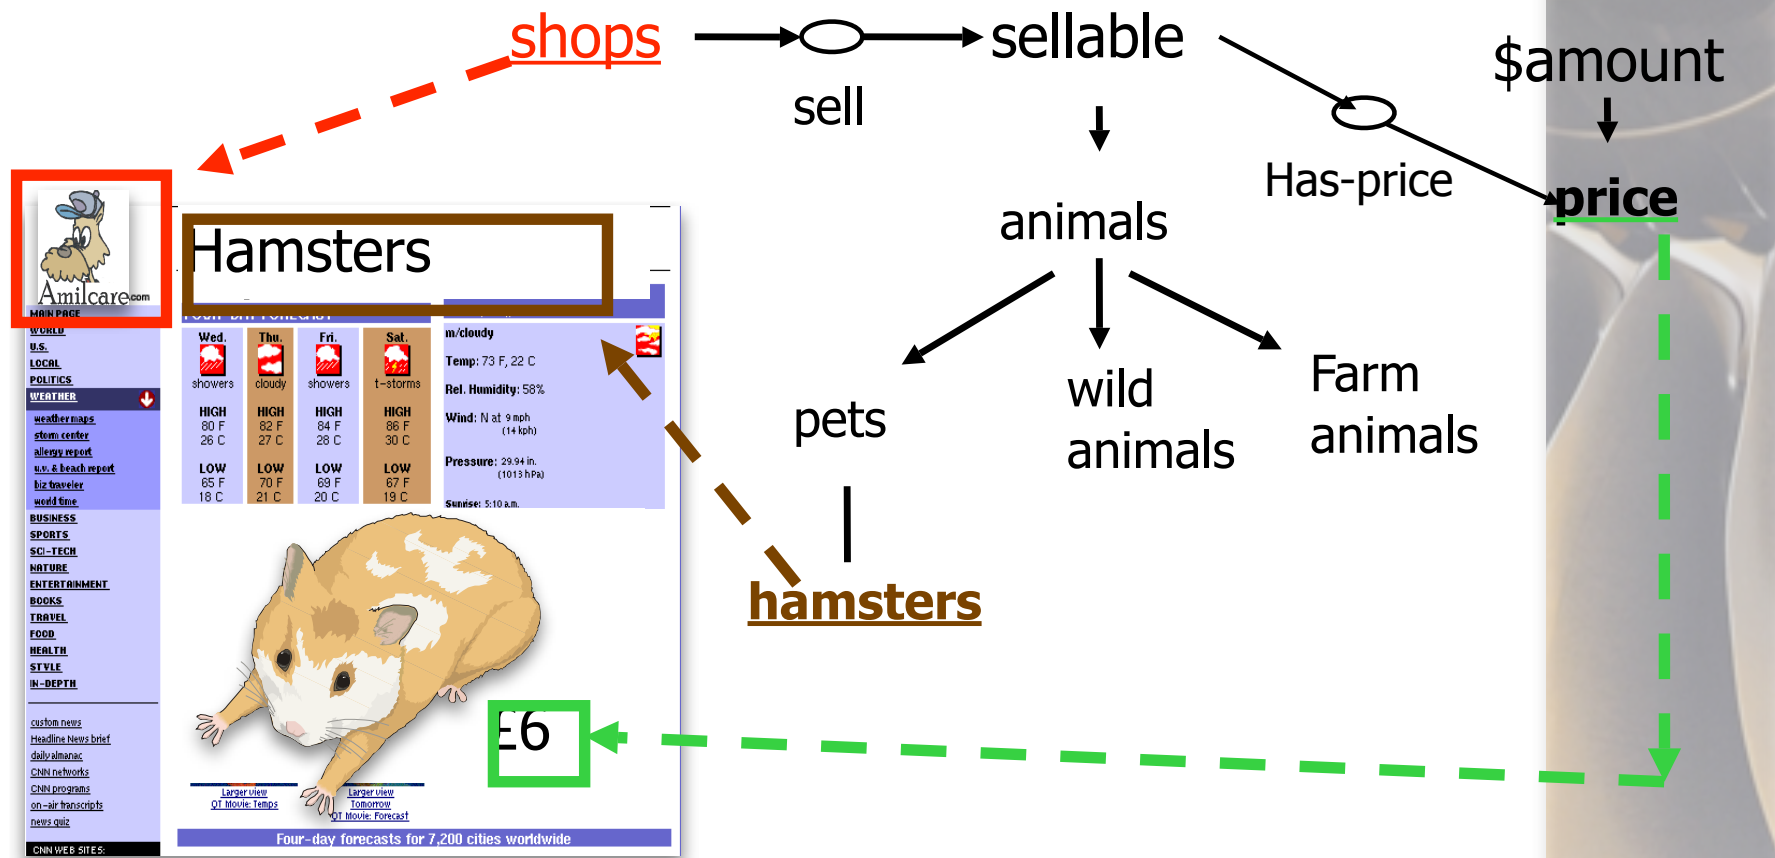 shops
sellable
sell
$amount
Has-price
price
animals
pets
wild
animals
Farm
animals
hamsters
Amilcare.com
Hamsters
MAIN PAGE
WORLD
U.S.
LOCAL
POLITICS
WEATHER
weather maps
storm center
allergy report
u.v. & beach report
biz traveler
world time
BUSINESS
SPORTS
SCI-TECH
NATURE
ENTERTAINMENT
BOOKS
TRAVEL
FOOD
HEALTH
STYLE
IN-DEPTH
custom news
Headline News brief
daily almanac
CNN networks
CNN programs
on-air transcripts
news quiz
CNN WEB SITES:
FOUR-DAY FORECAST
Wed. Thu. Fri. Sat.
showers cloudy showers t-storms
HIGH HIGH HIGH HIGH
80 F 82 F 84 F 86 F
26 C 27 C 28 C 30 C
LOW LOW LOW LOW
65 F 70 F 69 F 67 F
18 C 21 C 20 C 19 C
m/cloudy
Temp: 73 F, 22 C
Rel. Humidity: 58%
Wind: N at 9 mph
(14 kph)
Pressure: 29.94 in.
(1013 hPa)
Sunrise: 5:10 a.m.
£6
Larger view
QT Movie: Temps
Larger view
Tomorrow
QT Movie: Forecast
Four-day forecasts for 7,200 cities worldwide